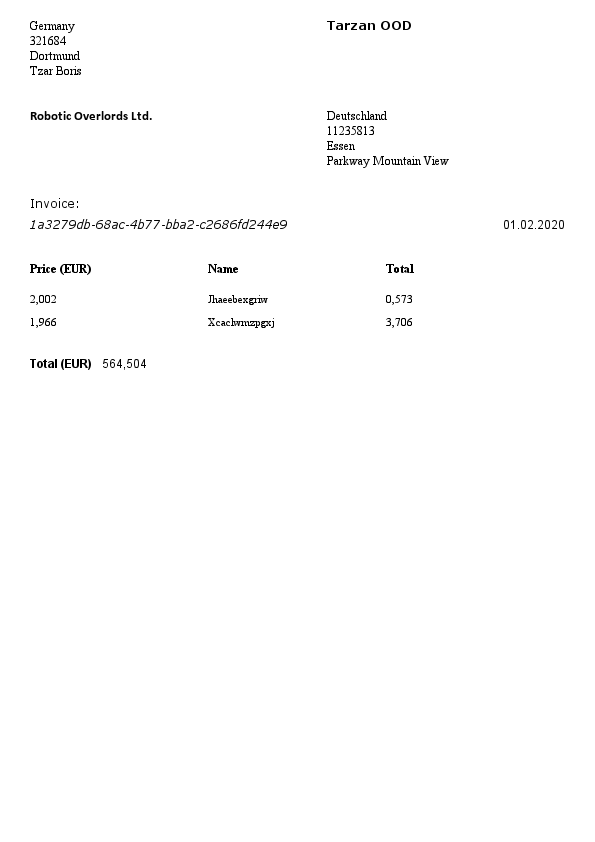 Germany
321684
Dortmund
Tzar Boris
Tarzan OOD
Robotic Overlords Ltd.
Deutschland
11235813
Essen
Parkway Mountain View
Invoice:
1a3279db-68ac-4b77-bba2-c2686fd244e9 01.02.2020
Price (EUR) Name Total
2,002 Jhaeebexgriw 0,573
1,966 Xcaclwmzpgxj 3,706
Total (EUR) 564,504